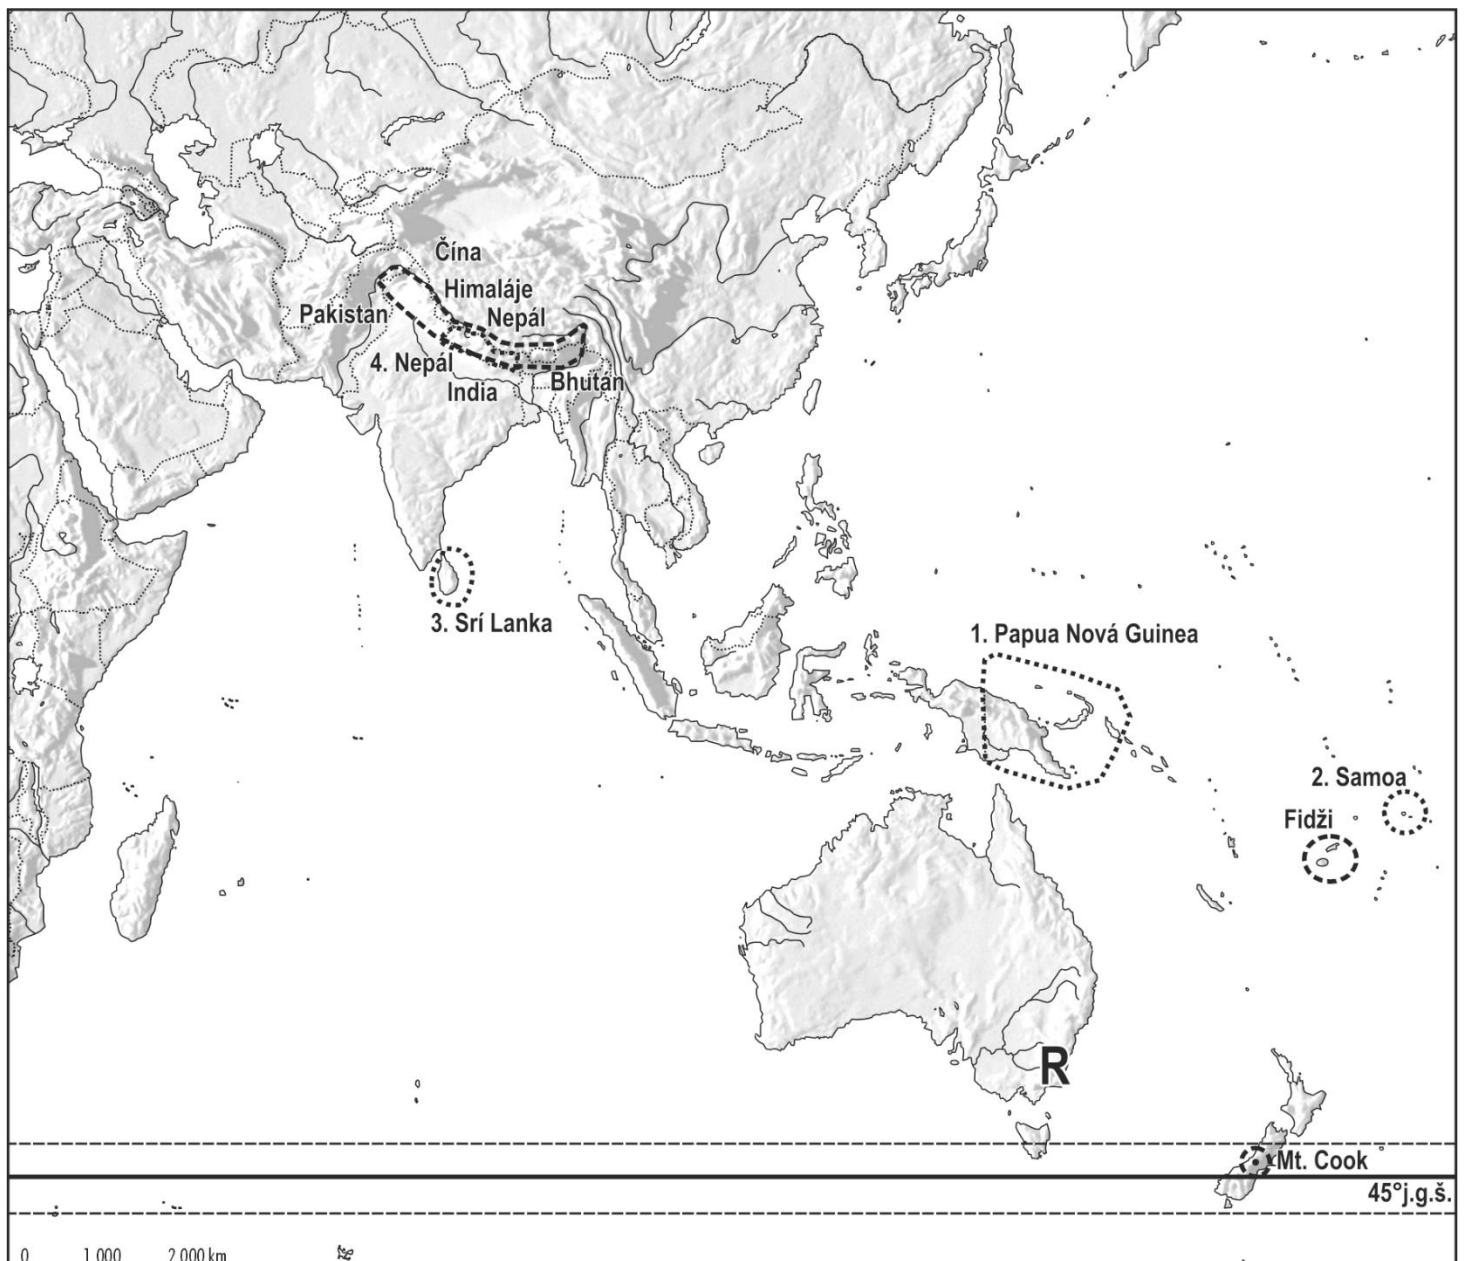 Čína
Himaláje
Pakistan
Nepál
4. Nepál
Bhútán
India
3. Srí Lanka
1. Papua Nová Guinea
2. Samoa
Fidži
R
Mt. Cook
45°j.g.š.
0 1 000 2 000 km